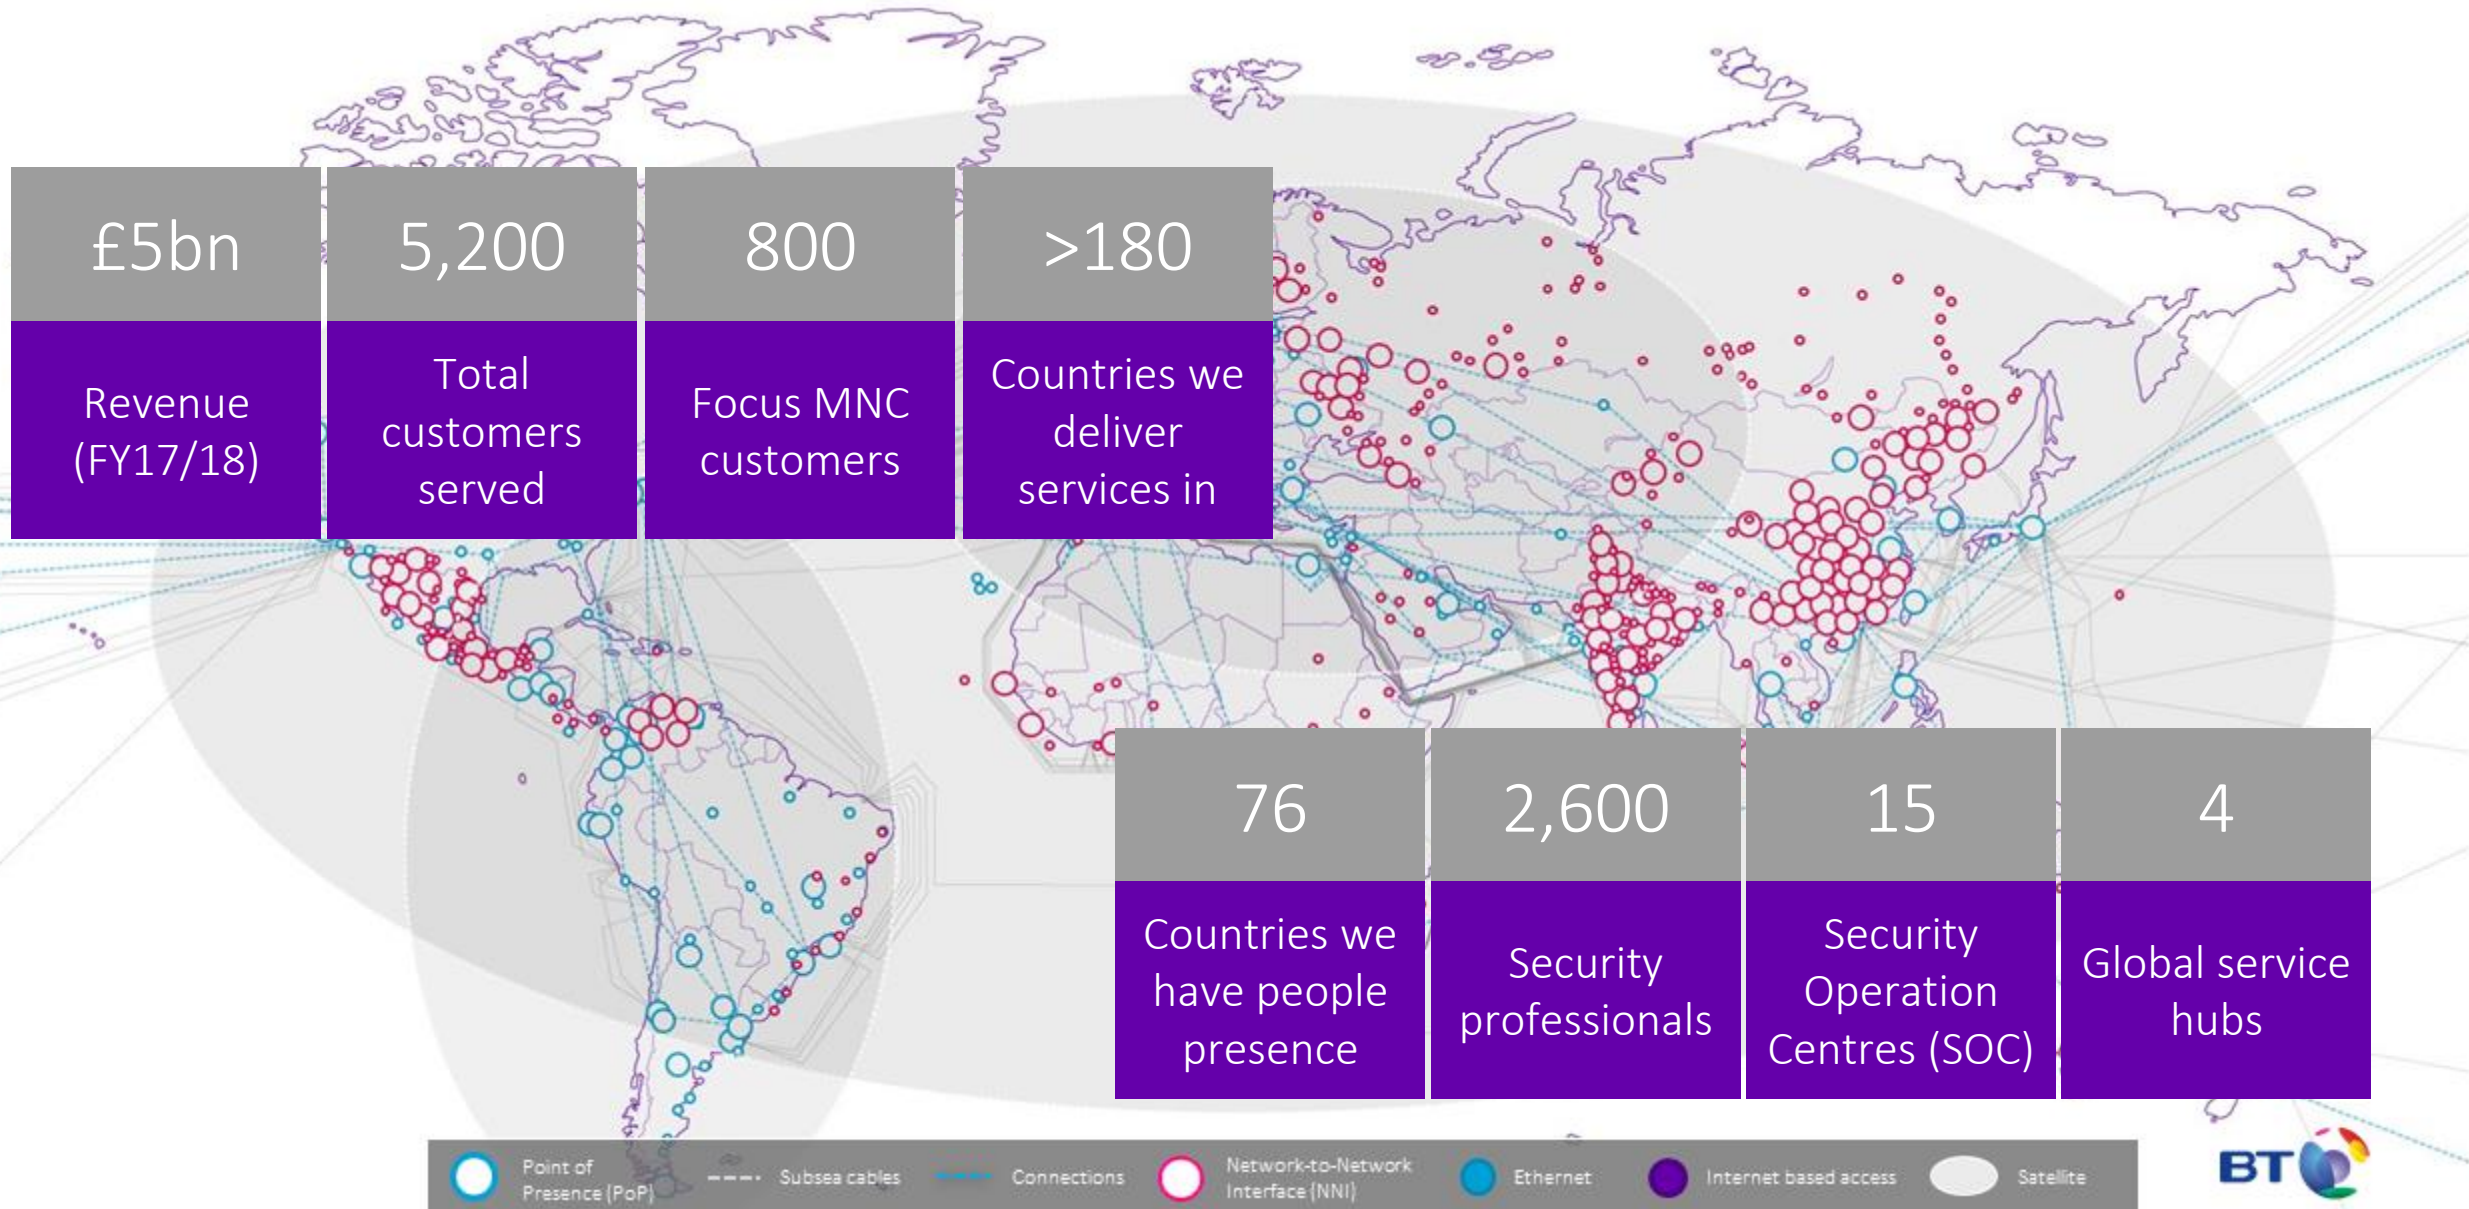 £5bn
Revenue
(FY17/18)
5,200
Total
customers
served
800
Focus MNC
customers
>180
Countries we
deliver
services in
76
Countries we
have people
presence
2,600
Security
professionals
15
Security
Operation
Centres (SOC)
4
Global service
hubs
Point of
Presence (PoP)
Subsea cables
Connections
Network-to-Network
Interface (NNI)
Ethernet
Internet based access
Satellite
BT